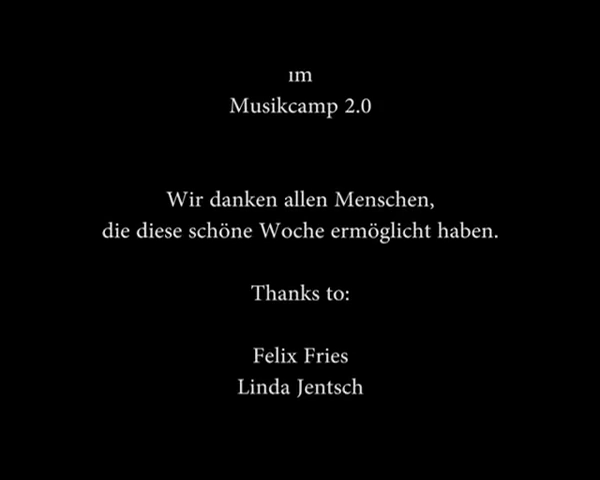 im
Musikcamp 2.0
Wir danken allen Menschen,
die diese schöne Woche ermöglicht haben.
Thanks to:
Felix Fries
Linda Jentsch